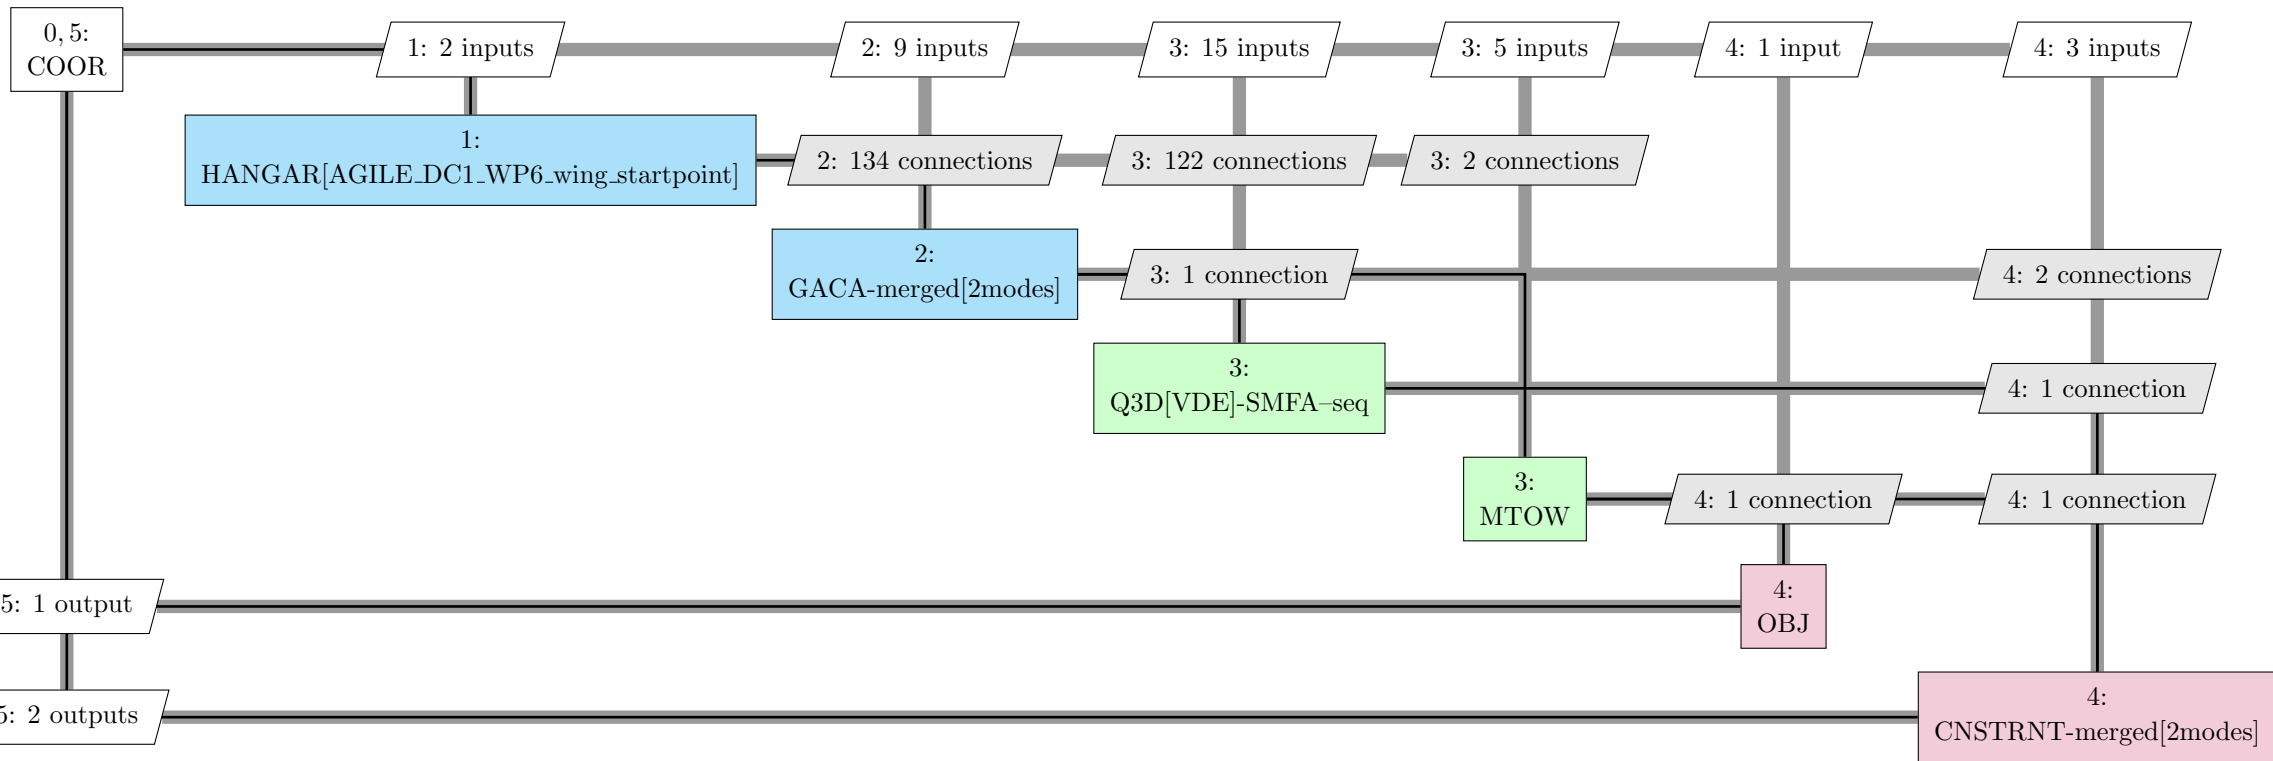 0, 5:
COOR
1: 2 inputs
2: 9 inputs
3: 15 inputs
3: 5 inputs
4: 1 input
4: 3 inputs
1:
HANGAR[AGILE_DC1_WP6_wing_startpoint]
2: 134 connections
3: 122 connections
3: 2 connections
2:
GACA-merged[2modes]
3: 1 connection
4: 2 connections
3:
Q3D[VDE]-SMFA–seq
4: 1 connection
3:
MTOW
4: 1 connection
4: 1 connection
5: 1 output
4:
OBJ
5: 2 outputs
4:
CNSTRNT-merged[2modes]